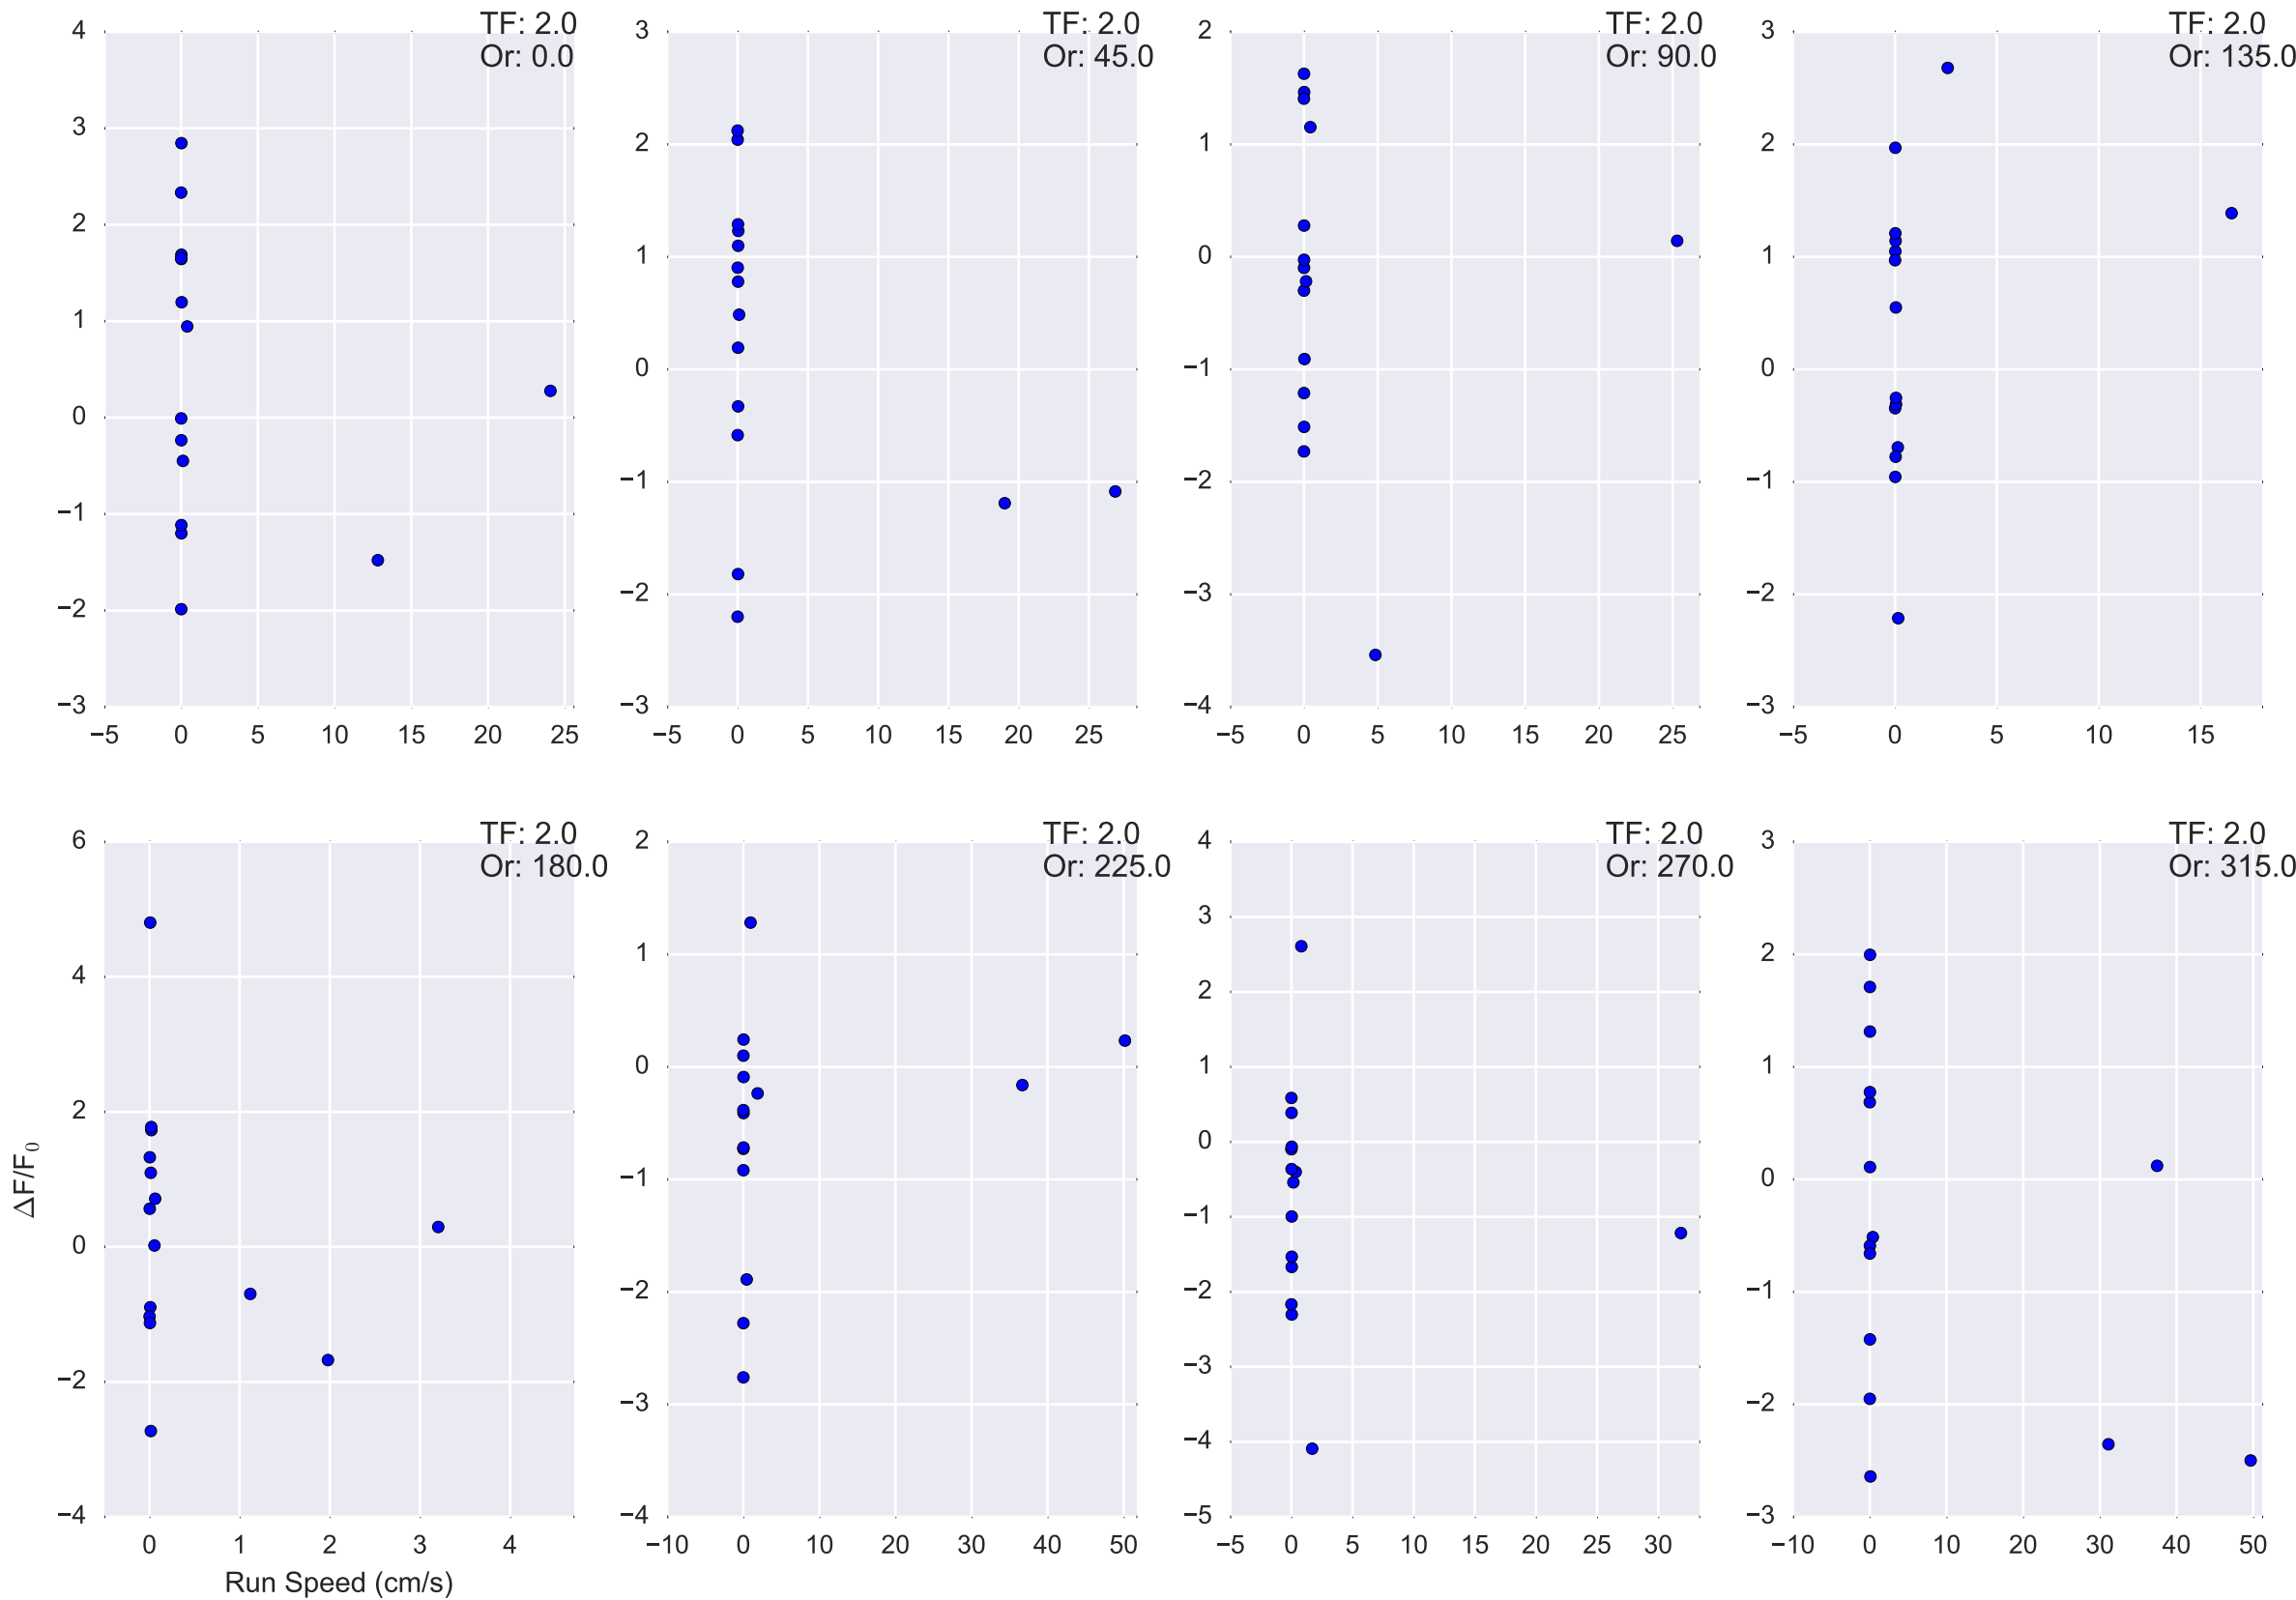 TF: 2.0
Or: 0.0
4
3
2
1
0
−1
−2
−3
−5 0 5 10 15 20 25
TF: 2.0
Or: 45.0
3
2
1
0
−1
−2
−3
−5 0 5 10 15 20 25
TF: 2.0
Or: 90.0
2
1
0
−1
−2
−3
−4
−5 0 5 10 15 20 25
TF: 2.0
Or: 135.0
3
2
1
0
−1
−2
−3
−5 0 5 10 15
TF: 2.0
Or: 180.0
6
4
2
0
−2
−4
0 1 2 3 4
ΔF/F₀
Run Speed (cm/s)
TF: 2.0
Or: 225.0
2
1
0
−1
−2
−3
−4
−10 0 10 20 30 40 50
TF: 2.0
Or: 270.0
4
3
2
1
0
−1
−2
−3
−4
−5
−5 0 5 10 15 20 25 30
TF: 2.0
Or: 315.0
3
2
1
0
−1
−2
−3
−10 0 10 20 30 40 50